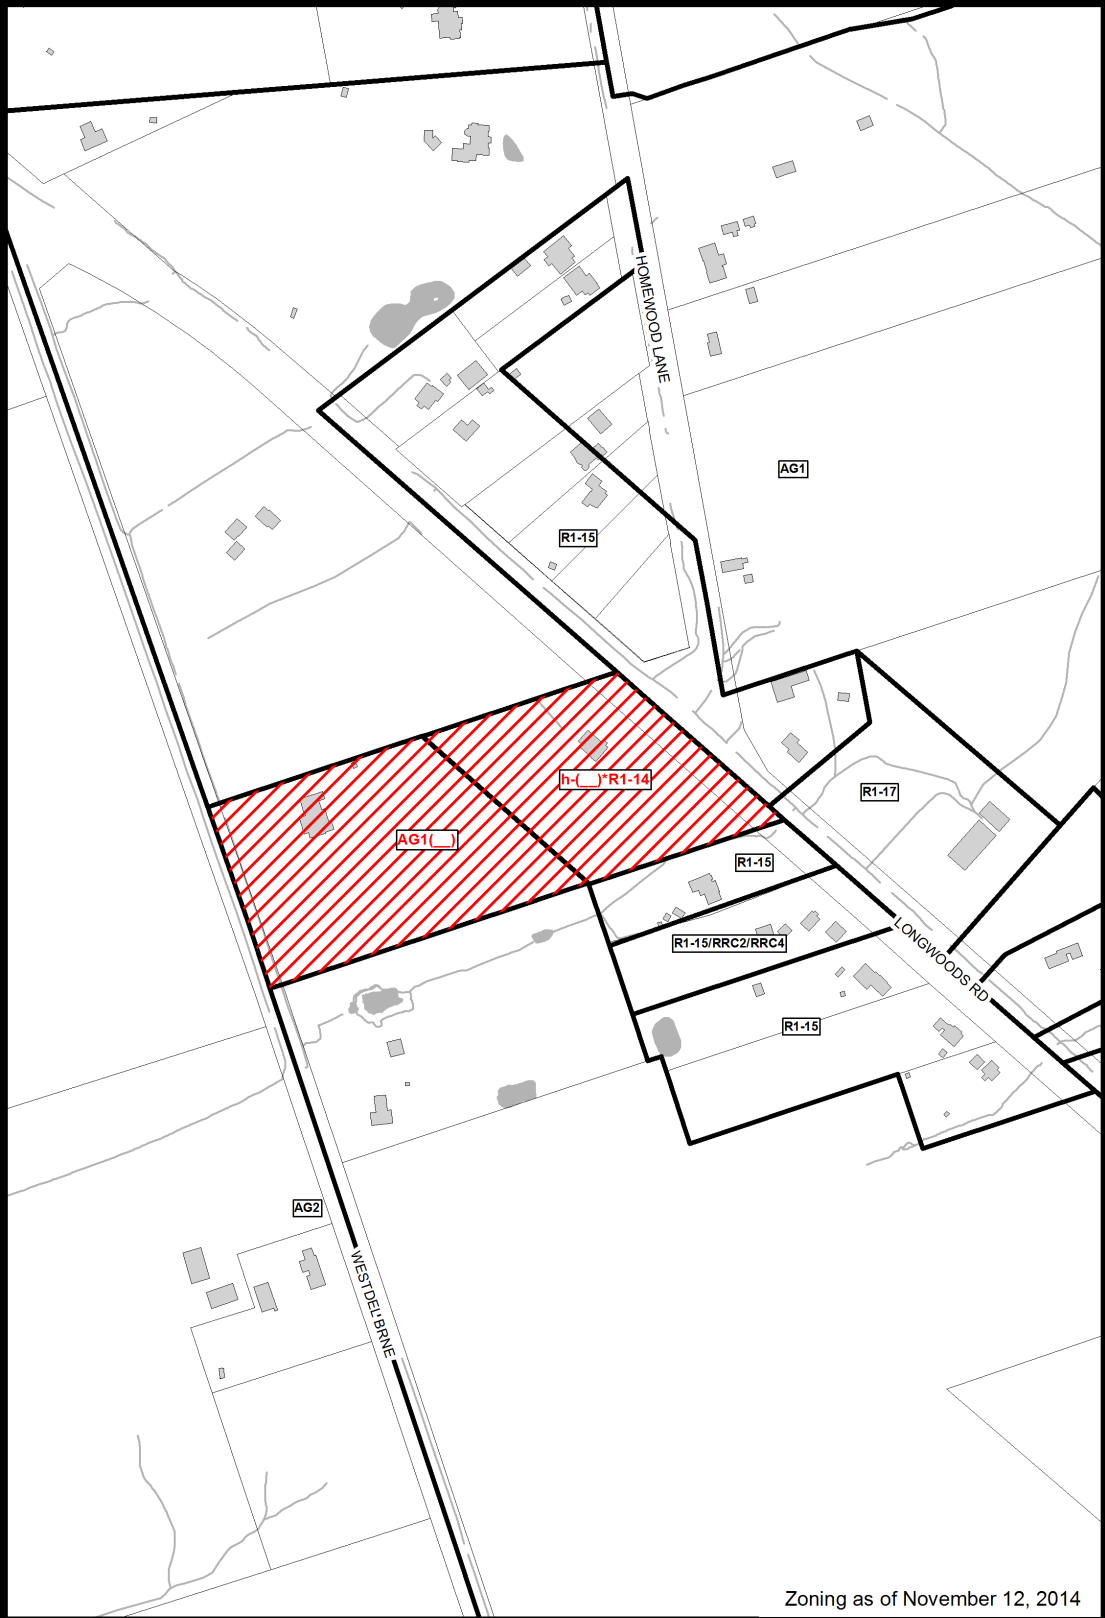 HOMEWOOD LANE
AG1
R1-15
h-(__)*R1-14
R1-17
AG1(__)
R1-15
LONGWOODS RD
R1-15/RRC2/RRC4
R1-15
AG2
WESTDEL BRNE
Zoning as of November 12, 2014